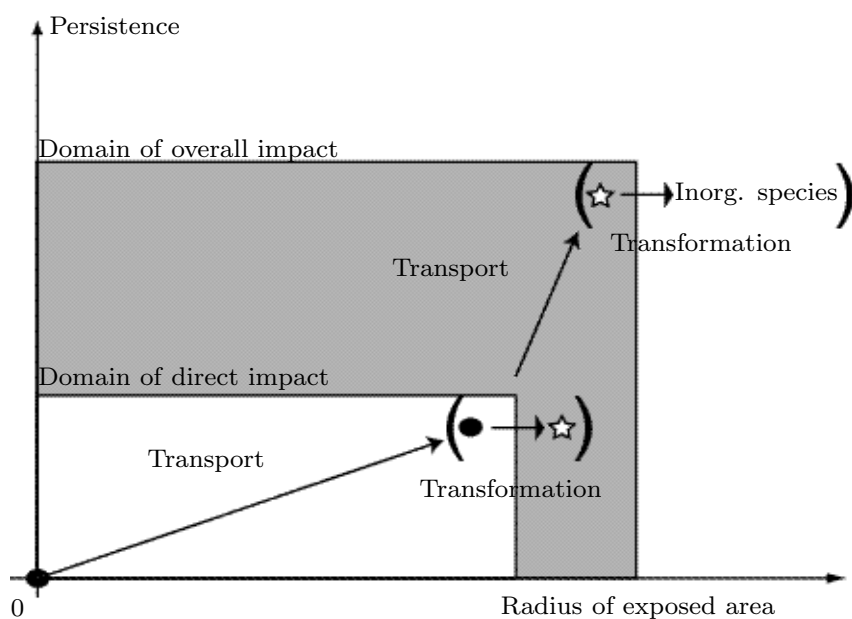 Persistence
Domain of overall impact
Inorg. species
Transformation
Transport
Domain of direct impact
Transport
Transformation
0
Radius of exposed area